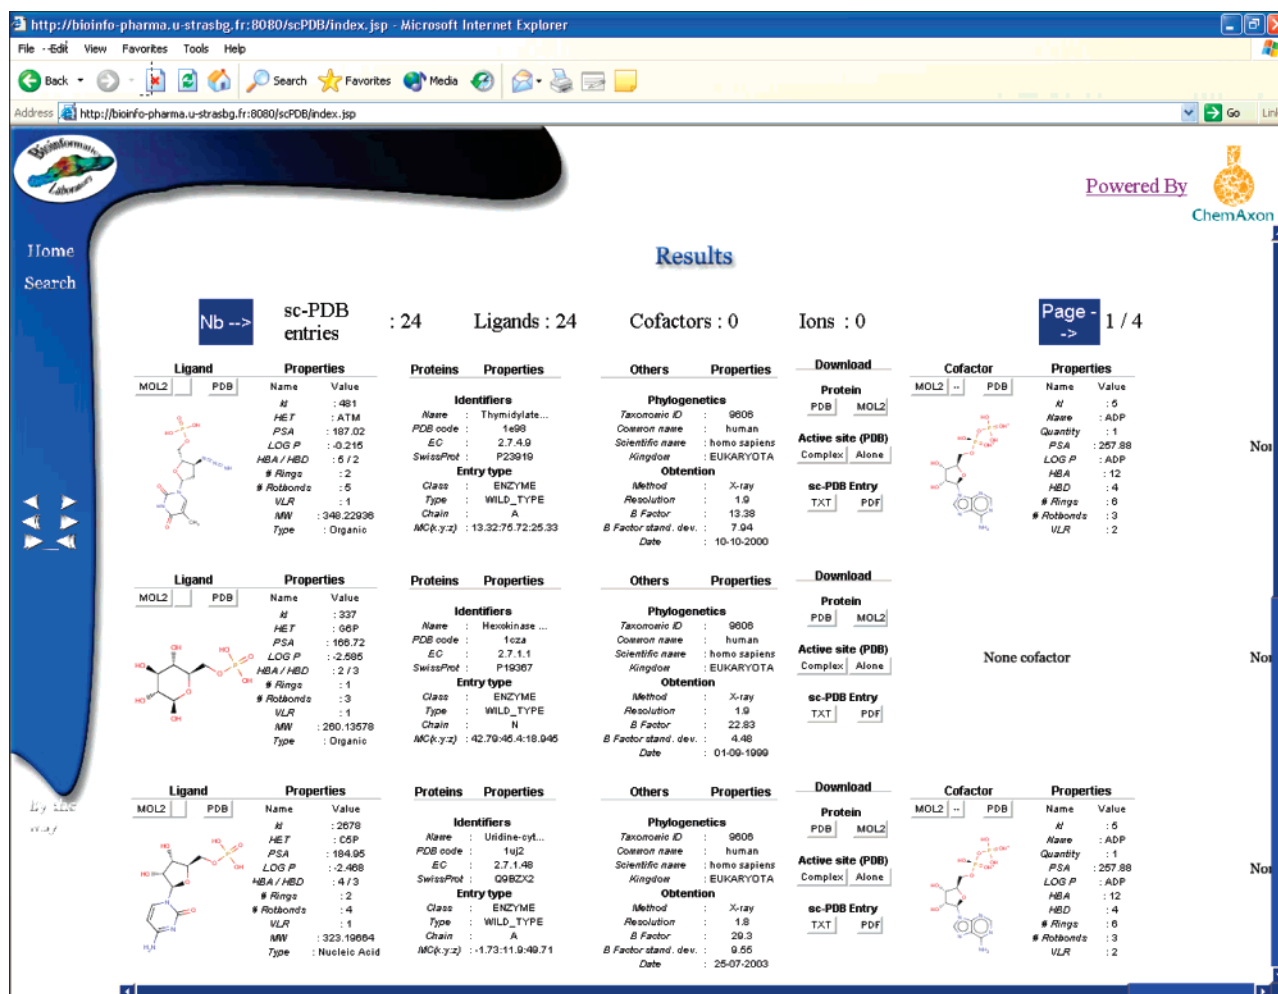 http://bioinfo-pharma.u-strasbg.fr:8080/scPDB/index.jsp - Microsoft Internet Explorer
File Edit View Favorites Tools Help
Back Search Favorites Media
Address http://bioinfo-pharma.u-strasbg.fr:8080/scPDB/index.jsp Go
Bioinformatics
Laboratory
Powered By
ChemAxon
Home
Search
Results
Nb --> sc-PDB entries : 24 Ligands : 24 Cofactors : 0 Ions : 0 Page --> 1 / 4
Ligand Properties Proteins Properties Others Properties Download Cofactor Properties
MOL2 PDB Name Value Identifiers Phylogenetics Protein MOL2 -- PDB Name Value
Id : 481 Name : Thymidylate... Taxonomic ID : 9606 PDB MOL2 Id : 5
HET : ATM PDB code : 1e98 Common name : human Name : ADP
PSA : 187.02 EC : 2.7.4.9 Scientific name : homo sapiens Active site (PDB) Quantity : 1
LOG P : -0.215 SwissProt : P23919 Kingdom : EUKARYOTA Complex Alone PSA : 257.88
HBA / HBD : 5 / 2 Entry type Obtention LOG P : ADP
# Rings : 2 Class : ENZYME Method : X-ray sc-PDB Entry HBA : 12
# Rotbonds : 5 Type : WILD_TYPE Resolution : 1.9 TXT PDF HBD : 4
VLR : 1 Chain : A B Factor : 13.38 # Rings : 6
MW : 348.22936 MC(x:y:z) : 13.32:75.72:25.33 B Factor stand. dev. : 7.94 # Rotbonds : 3
Type : Organic Date : 10-10-2000 VLR : 2
Ligand Properties Proteins Properties Others Properties Download
MOL2 PDB Name Value Identifiers Phylogenetics Protein
Id : 337 Name : Hexokinase ... Taxonomic ID : 9606 PDB MOL2
HET : G6P PDB code : 1cza Common name : human
PSA : 166.72 EC : 2.7.1.1 Scientific name : homo sapiens Active site (PDB)
LOG P : -2.585 SwissProt : P19367 Kingdom : EUKARYOTA Complex Alone None cofactor
HBA / HBD : 2 / 3 Entry type Obtention
# Rings : 1 Class : ENZYME Method : X-ray sc-PDB Entry
# Rotbonds : 3 Type : WILD_TYPE Resolution : 1.9 TXT PDF
VLR : 1 Chain : N B Factor : 22.83
MW : 260.13578 MC(x:y:z) : 42.79:45.4:18.945 B Factor stand. dev. : 4.48
Type : Organic Date : 01-09-1999
Ligand Properties Proteins Properties Others Properties Download Cofactor Properties
MOL2 PDB Name Value Identifiers Phylogenetics Protein MOL2 -- PDB Name Value
Id : 2678 Name : Uridine-cyt... Taxonomic ID : 9606 PDB MOL2 Id : 5
HET : C5P PDB code : 1uj2 Common name : human Name : ADP
PSA : 184.95 EC : 2.7.1.48 Scientific name : homo sapiens Active site (PDB) Quantity : 1
LOG P : -2.468 SwissProt : Q9BZX2 Kingdom : EUKARYOTA Complex Alone PSA : 257.88
HBA / HBD : 4 / 3 Entry type Obtention LOG P : ADP
# Rings : 2 Class : ENZYME Method : X-ray sc-PDB Entry HBA : 12
# Rotbonds : 4 Type : WILD_TYPE Resolution : 1.8 TXT PDF HBD : 4
VLR : 1 Chain : A B Factor : 29.3 # Rings : 6
MW : 323.19664 MC(x:y:z) : -1.73:11.9:49.71 B Factor stand. dev. : 9.55 # Rotbonds : 3
Type : Nucleic Acid Date : 25-07-2003 VLR : 2
By the
way